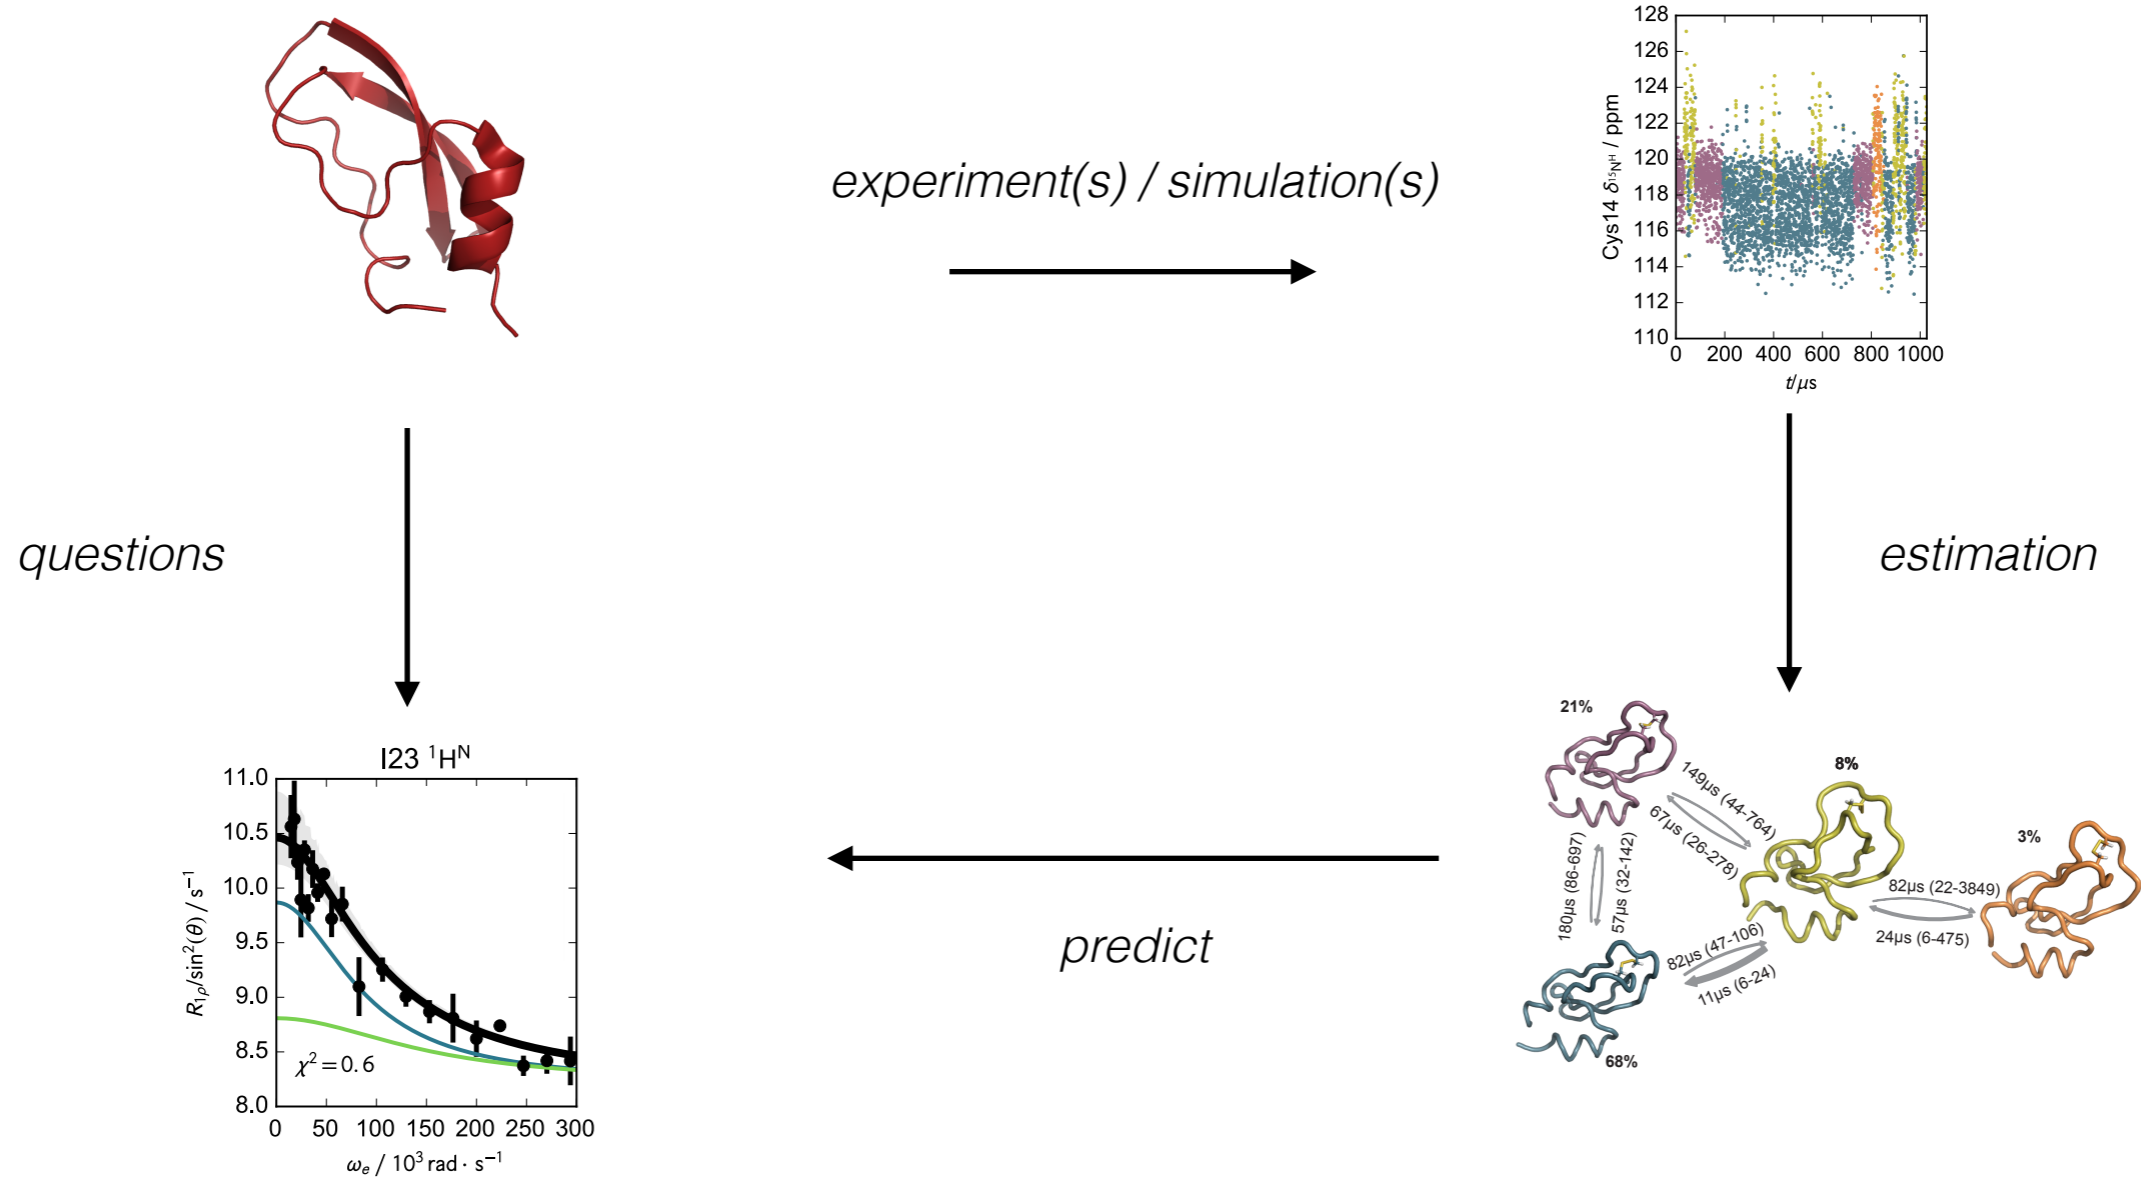 experiment(s) / simulation(s)
128
126
124
122
120
118
116
114
112
110
Cys14 δ¹⁵Nᴴ / ppm
0 200 400 600 800 1000
t/μs
questions
estimation
predict
I23 ¹Hᴺ
11.0
10.5
10.0
9.5
9.0
8.5
8.0
R₁ρ/sin²(θ) / s⁻¹
χ² = 0.6
0 50 100 150 200 250 300
ωₑ / 10³ rad · s⁻¹
21%
8%
3%
68%
149μs (44-764)
67μs (26-278)
180μs (86-697)
57μs (32-142)
82μs (22-3849)
24μs (6-475)
82μs (47-106)
11μs (6-24)